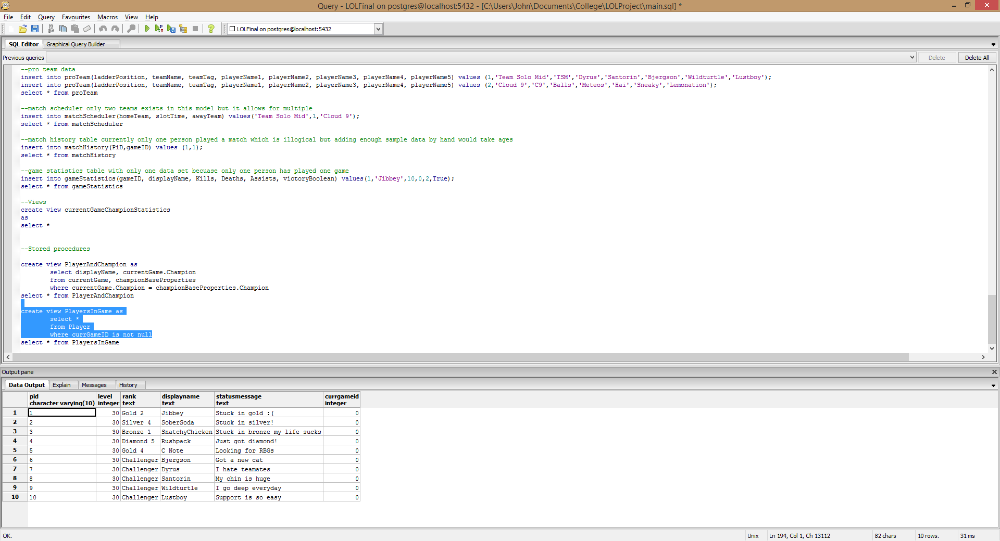 Query - LOLFinal on postgres@localhost:5432 - [C:\Users\John\Documents\College\LOLProject\main.sql] *
File Edit Query Favourites Macros View Help
LOLFinal on postgres@localhost:5432
SQL Editor Graphical Query Builder
Previous queries Delete Delete All
--pro team data
insert into proTeam(ladderPosition, teamName, teamTag, playerName1, playerName2, playerName3, playerName4, playerName5) values (1,'Team Solo Mid','TSM','Dyrus','Santorin','Bjergson','Wildturtle','Lustboy');
insert into proTeam(ladderPosition, teamName, teamTag, playerName1, playerName2, playerName3, playerName4, playerName5) values (2,'Cloud 9','C9','Balls','Meteos','Hai','Sneaky','Lemonation');
select * from proTeam
--match scheduler only two teams exists in this model but it allows for multiple
insert into matchScheduler(homeTeam, slotTime, awayTeam) values('Team Solo Mid',1,'Cloud 9');
select * from matchScheduler
--match history table currently only one person played a match which is illogical but adding enough sample data by hand would take ages
insert into matchHistory(PiD,gameID) values (1,1);
select * from matchHistory
--game statistics table with only one data set becuase only one person has played one game
insert into gameStatistics(gameID, displayName, Kills, Deaths, Assists, victoryBoolean) values(1,'Jibbey',10,0,2,True);
select * from gameStatistics
--Views
create view currentGameChampionStatistics
as
select *
--Stored procedures
create view PlayerAndChampion as
select displayName, currentGame.Champion
from currentGame, championBaseProperties
where currentGame.Champion = championBaseProperties.Champion
select * from PlayerAndChampion
create view PlayersInGame as
select *
from Player
where currGameID is not null
select * from PlayersInGame
Output pane
Data Output Explain Messages History
pid level rank displayname statusmessage currgameid
character varying(10) integer text text text integer
1 1 30 Gold 2 Jibbey Stuck in gold :( 0
2 2 30 Silver 4 SoberSoda Stuck in silver! 0
3 3 30 Bronze 1 SnatchyChicken Stuck in bronze my life sucks 0
4 4 30 Diamond 5 Rushpack Just got diamond! 0
5 5 30 Gold 4 C Note Looking for RBGs 0
6 6 30 Challenger Bjergson Got a new cat 0
7 7 30 Challenger Dyrus I hate teamates 0
8 8 30 Challenger Santorin My chin is huge 0
9 9 30 Challenger Wildturtle I go deep everyday 0
10 10 30 Challenger Lustboy Support is so easy 0
OK. Unix Ln 194, Col 1, Ch 13112 82 chars 10 rows. 31 ms